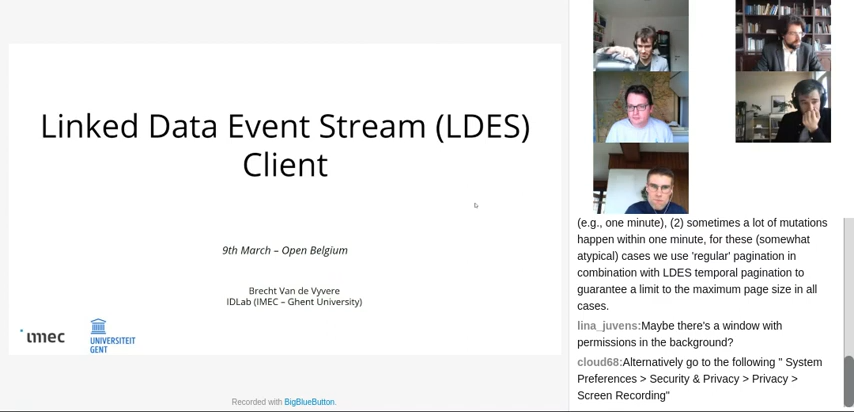 Linked Data Event Stream (LDES)
Client
9th March – Open Belgium
Brecht Van de Vyvere
IDLab (IMEC – Ghent University)
imec
UNIVERSITEIT
GENT
Recorded with BigBlueButton.
(e.g., one minute), (2) sometimes a lot of mutations
happen within one minute, for these (somewhat
atypical) cases we use 'regular' pagination in
combination with LDES temporal pagination to
guarantee a limit to the maximum page size in all
cases.
lina_juvens:Maybe there's a window with
permissions in the background?
cloud68:Alternatively go to the following " System
Preferences > Security & Privacy > Privacy >
Screen Recording"